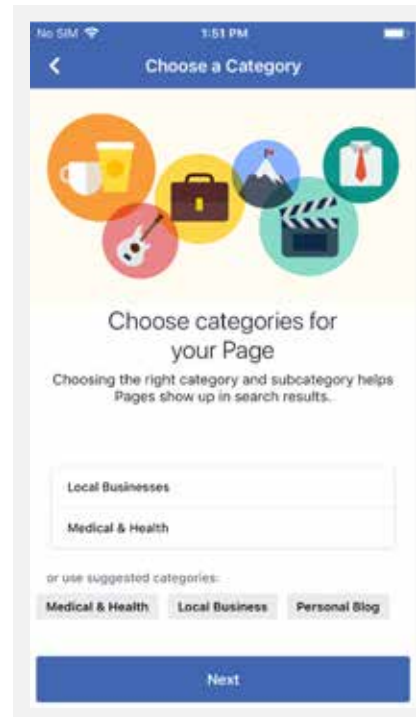 No SIM 1:51 PM
Choose a Category
Choose categories for
your Page
Choosing the right category and subcategory helps
Pages show up in search results.
Local Businesses
Medical & Health
or use suggested categories:
Medical & Health Local Business Personal Blog
Next